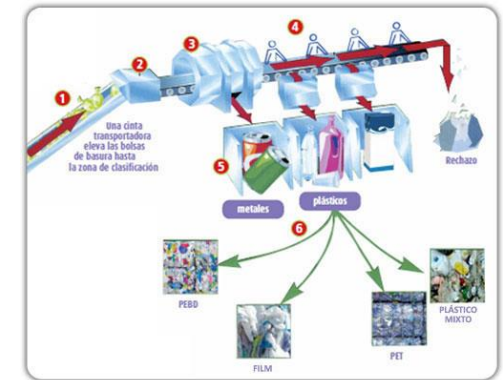 1
2
3
4
Una cinta
transportadora
eleva las bolsas
de basura hasta
la zona de clasificación
Rechazo
5
metales
plásticos
6
PEBD
FILM
PET
PLÁSTICO
MIXTO